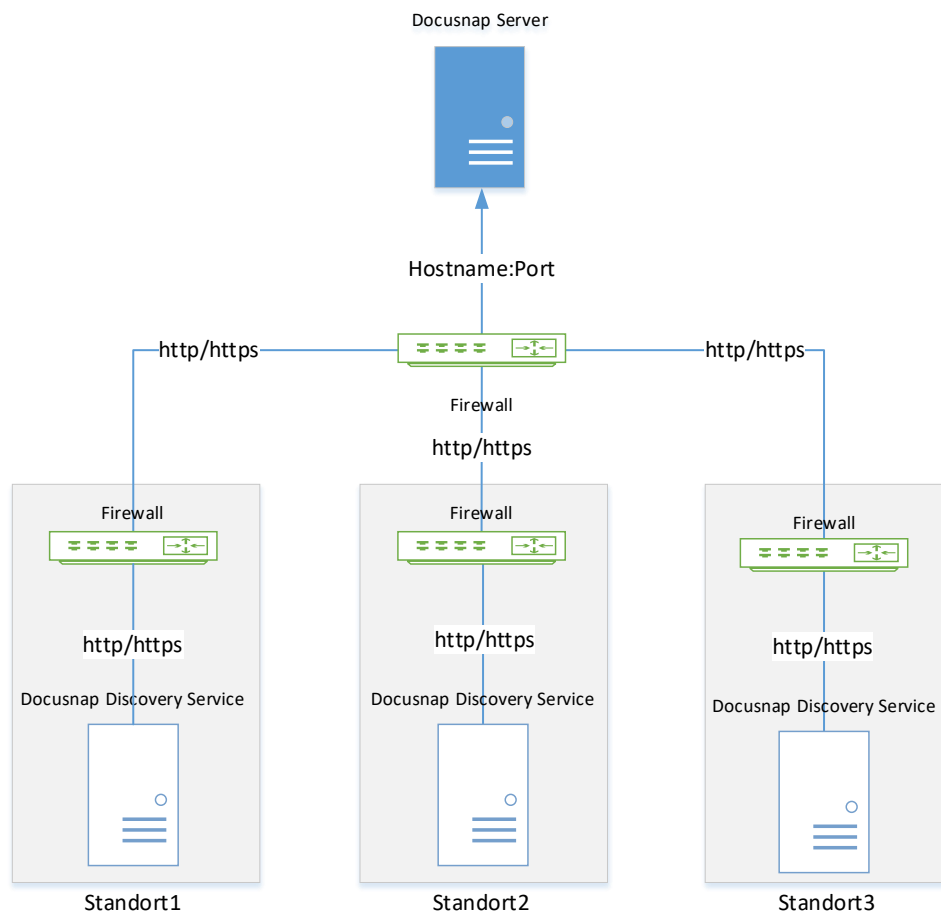 Docusnap Server
Hostname:Port
http/https
http/https
Firewall
http/https
Firewall
Firewall
Firewall
http/https
http/https
http/https
Docusnap Discovery Service
Docusnap Discovery Service
Docusnap Discovery Service
Standort1
Standort2
Standort3